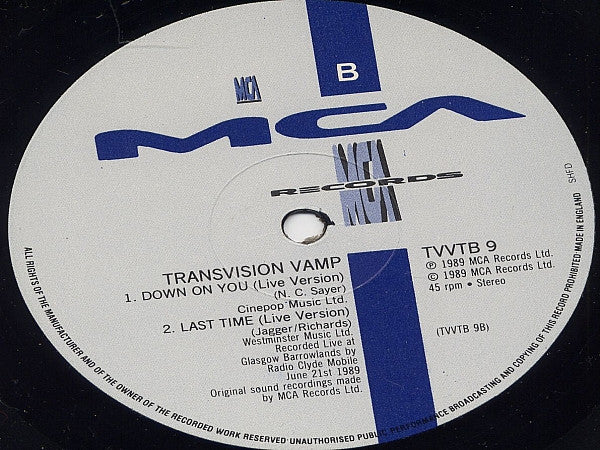 B
MCA
MCA
MCA
RECORDS
TRANSVISION VAMP
1. DOWN ON YOU (Live Version)
(N. C. Sayer)
Cinepop Music Ltd.
2. LAST TIME (Live Version)
(Jagger/Richards)
Westminster Music Ltd.
Recorded Live at
Glasgow Barrowlands by
Radio Clyde Mobile
June 21st 1989
Original sound recordings made
by MCA Records Ltd.
TVVTB 9
℗ 1989 MCA Records Ltd.
© 1989 MCA Records Ltd.
45 rpm • Stereo
(TVVTB 9B)
SHFD
ALL RIGHTS OF THE MANUFACTURER AND OF THE OWNER OF THE RECORDED WORK RESERVED UNAUTHORISED PUBLIC PERFORMANCE BROADCASTING AND COPYING OF THIS RECORD PROHIBITED MADE IN ENGLAND